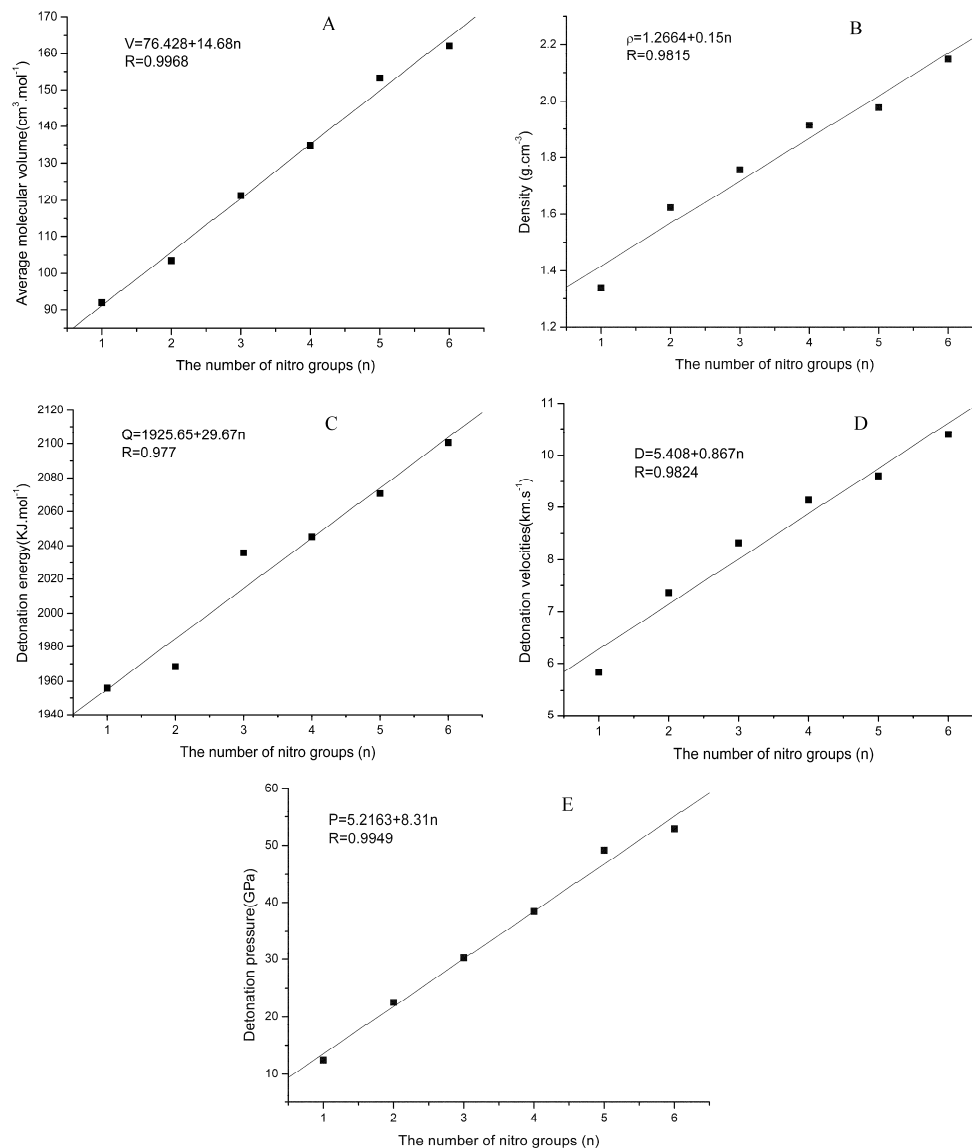 A
V=76.428+14.68n
R=0.9968
Average molecular volume(cm³.mol⁻¹)
170
160
150
140
130
120
110
100
90
1 2 3 4 5 6
The number of nitro groups (n)
B
ρ=1.2664+0.15n
R=0.9815
Density (g.cm⁻³)
2.2
2.0
1.8
1.6
1.4
1.2
1 2 3 4 5 6
The number of nitro groups (n)
C
Q=1925.65+29.67n
R=0.977
Detonation energy(KJ.mol⁻¹)
2120
2100
2080
2060
2040
2020
2000
1980
1960
1940
1 2 3 4 5 6
The number of nitro groups (n)
D
D=5.408+0.867n
R=0.9824
Detonation velocities(km.s⁻¹)
11
10
9
8
7
6
5
1 2 3 4 5 6
The number of nitro groups (n)
E
P=5.2163+8.31n
R=0.9949
Detonation pressure(GPa)
60
50
40
30
20
10
1 2 3 4 5 6
The number of nitro groups (n)